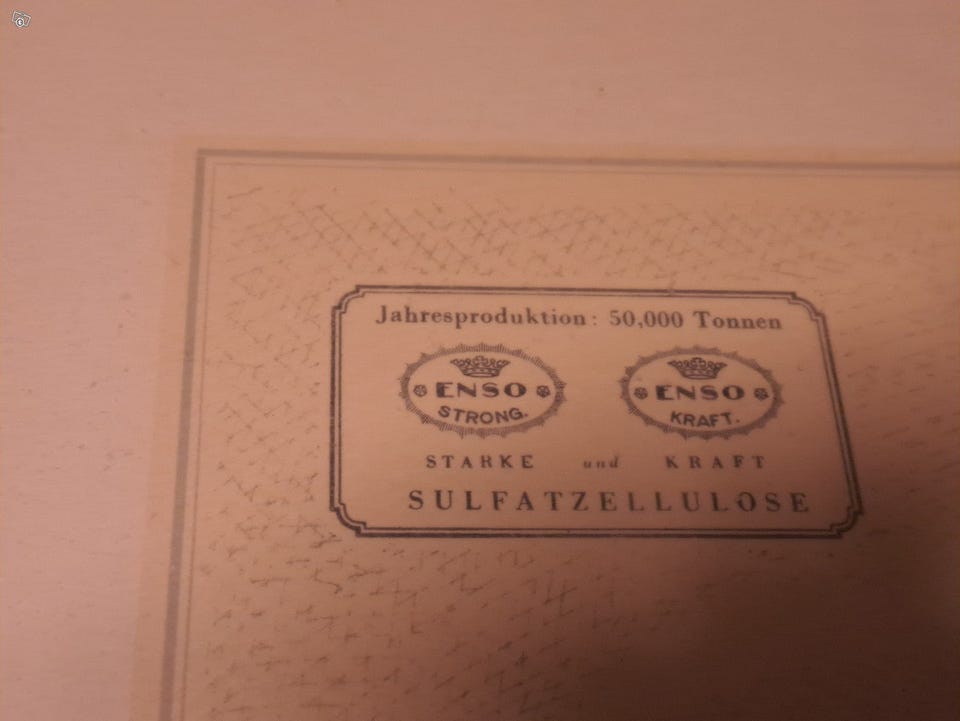 Jahresproduktion: 50,000 Tonnen
ENSO STRONG.
ENSO KRAFT.
STARKE und KRAFT
SULFATZELLULOSE